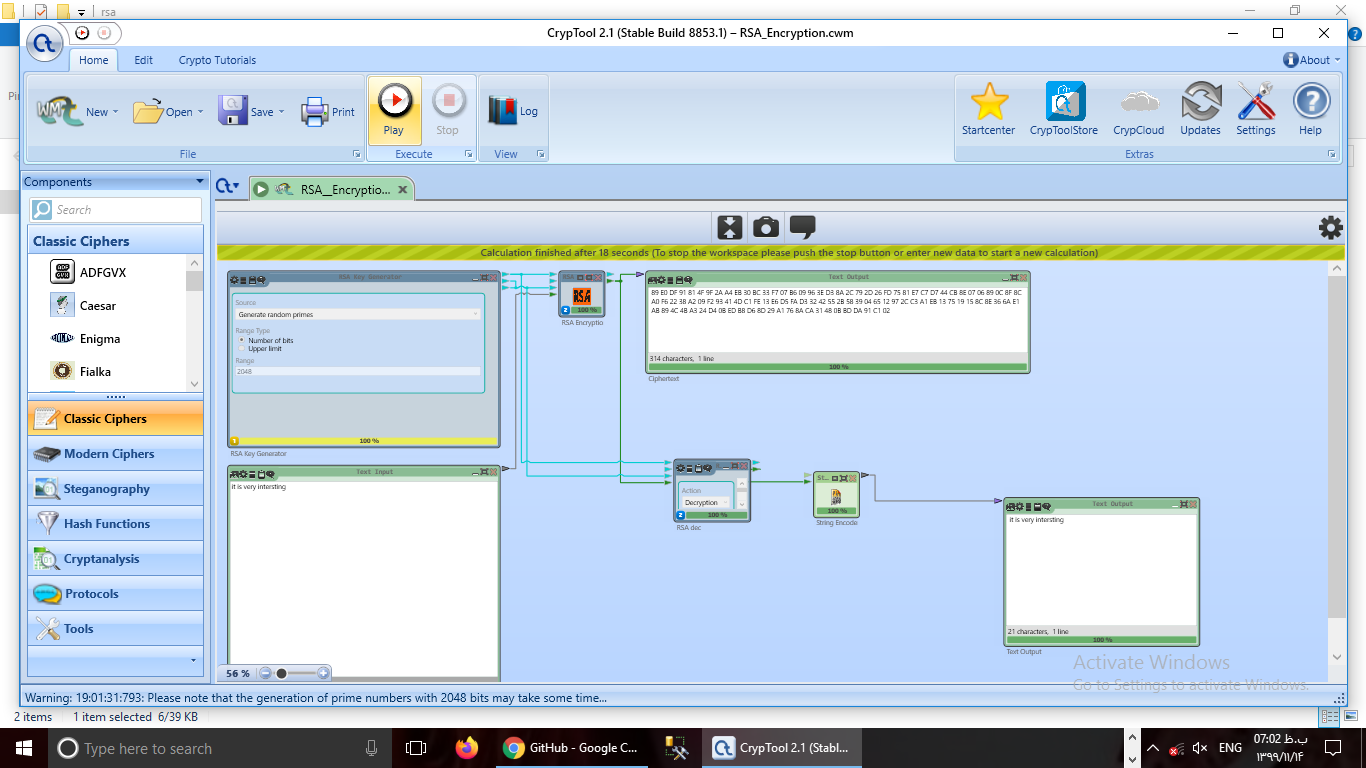 rsa
CrypTool 2.1 (Stable Build 8853.1) – RSA_Encryption.cwm
Home Edit Crypto Tutorials About
New Open Save Print Play Stop Log Startcenter CrypToolStore CrypCloud Updates Settings Help
File Execute View Extras
Components
RSA__Encryptio...
Search
Classic Ciphers
ADFGVX
Caesar
Enigma
Fialka
Classic Ciphers
Modern Ciphers
Steganography
Hash Functions
Cryptanalysis
Protocols
Tools
Calculation finished after 18 seconds (To stop the workspace please push the stop button or enter new data to start a new calculation)
RSA Key Generator
Source
Generate random primes
Range Type
Number of bits
Upper limit
Range
2048
100 %
RSA Key Generator
RSA
RSA
100 %
RSA Encryptio
Text Output
89 E0 DF 91 81 4F 9F 2A A4 EB 30 BC 33 F7 07 B6 09 96 3E D3 8A 2C 79 2D 26 FD 75 81 E7 C7 D7 44 CB 8E 07 06 89 0C 8F 8C
A0 F6 22 38 A2 09 F2 93 41 4D C1 FE 13 E6 D5 FA D3 32 42 55 2B 58 39 04 65 12 97 2C C3 A1 EB 13 75 19 15 8C 8E 36 6A E1
AB 89 4C 4B A3 24 D4 0B ED B8 D6 8D 29 A1 76 8A CA 31 48 0B BD DA 91 C1 02
314 characters, 1 line
100 %
Ciphertext
Text Input
it is very intersting
Action
Decryption
100 %
RSA dec
St...
100 %
String Encode
Text Output
it is very intersting
21 characters, 1 line
100 %
Text Output
56 %
Activate Windows
Go to Settings to activate Windows.
Warning: 19:01:31:793: Please note that the generation of prime numbers with 2048 bits may take some time...
2 items 1 item selected 6/39 KB
Type here to search
GitHub - Google C...
CrypTool 2.1 (Stabl...
ENG
07:02 ب.ظ
۱۳۹۹/۱۱/۱۴